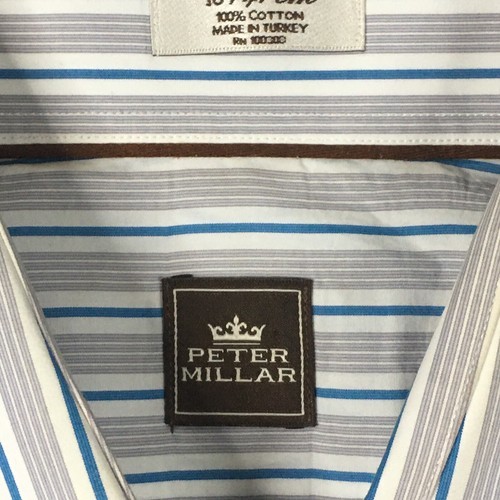 100% COTTON
MADE IN TURKEY
PETER
MILLAR